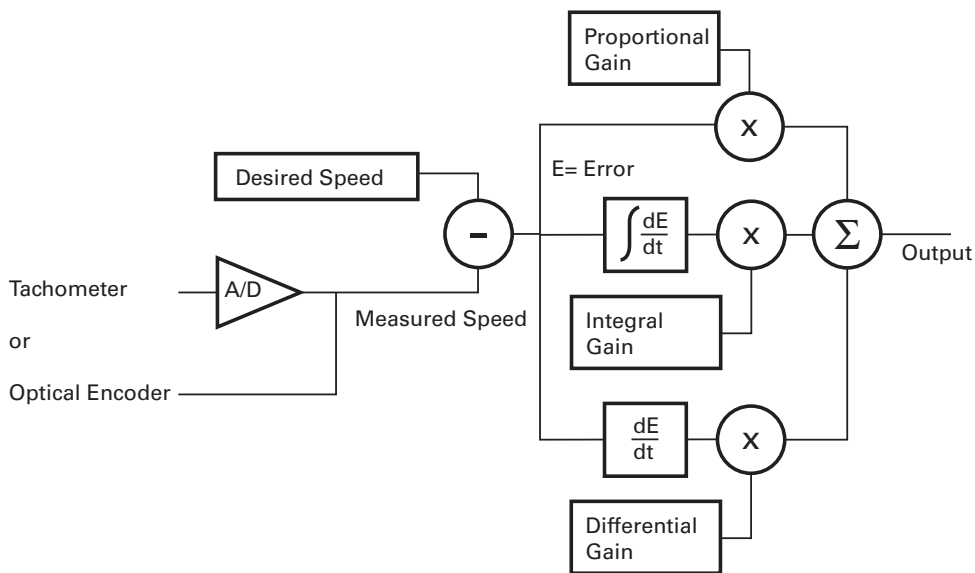 Proportional
Gain
x
Desired Speed
E= Error
-
∫ dE
dt
x
Σ
Output
Tachometer
A/D
or
Measured Speed
Integral
Gain
Optical Encoder
dE
dt
x
Differential
Gain